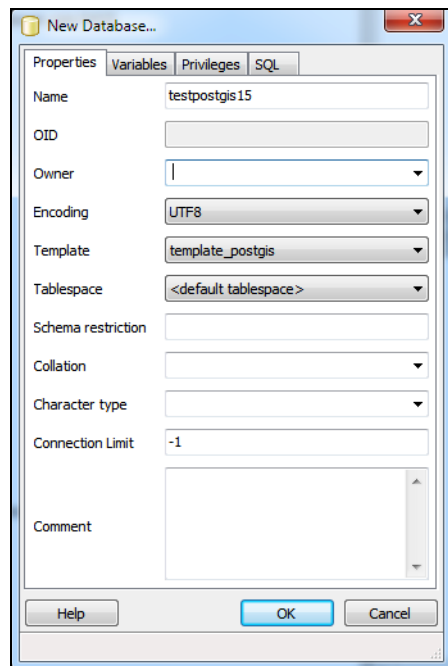 New Database...
Properties Variables Privileges SQL
Name testpostgis15
OID
Owner
Encoding UTF8
Template template_postgis
Tablespace <default tablespace>
Schema restriction
Collation
Character type
Connection Limit -1
Comment
Help OK Cancel